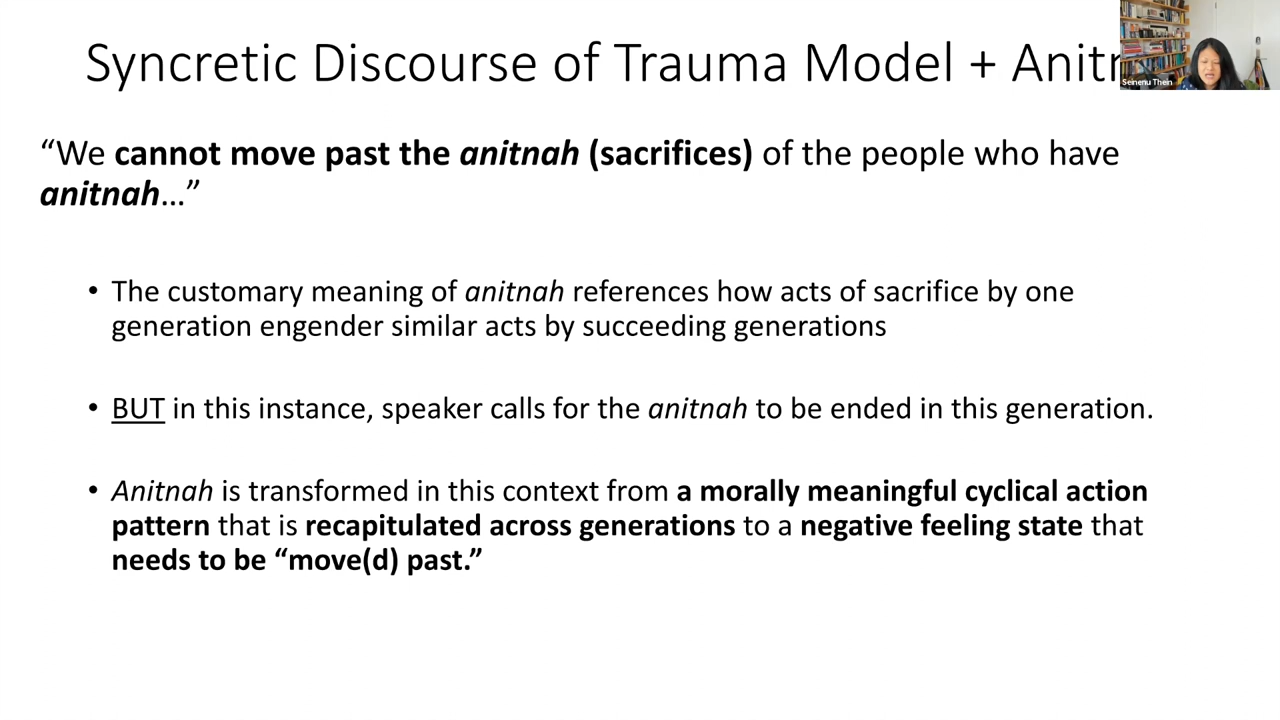 Syncretic Discourse of Trauma Model + Anitn
Seinenu Thein
“We cannot move past the anitnah (sacrifices) of the people who have
anitnah…”
• The customary meaning of anitnah references how acts of sacrifice by one
generation engender similar acts by succeeding generations
• BUT in this instance, speaker calls for the anitnah to be ended in this generation.
• Anitnah is transformed in this context from a morally meaningful cyclical action
pattern that is recapitulated across generations to a negative feeling state that
needs to be “move(d) past.”